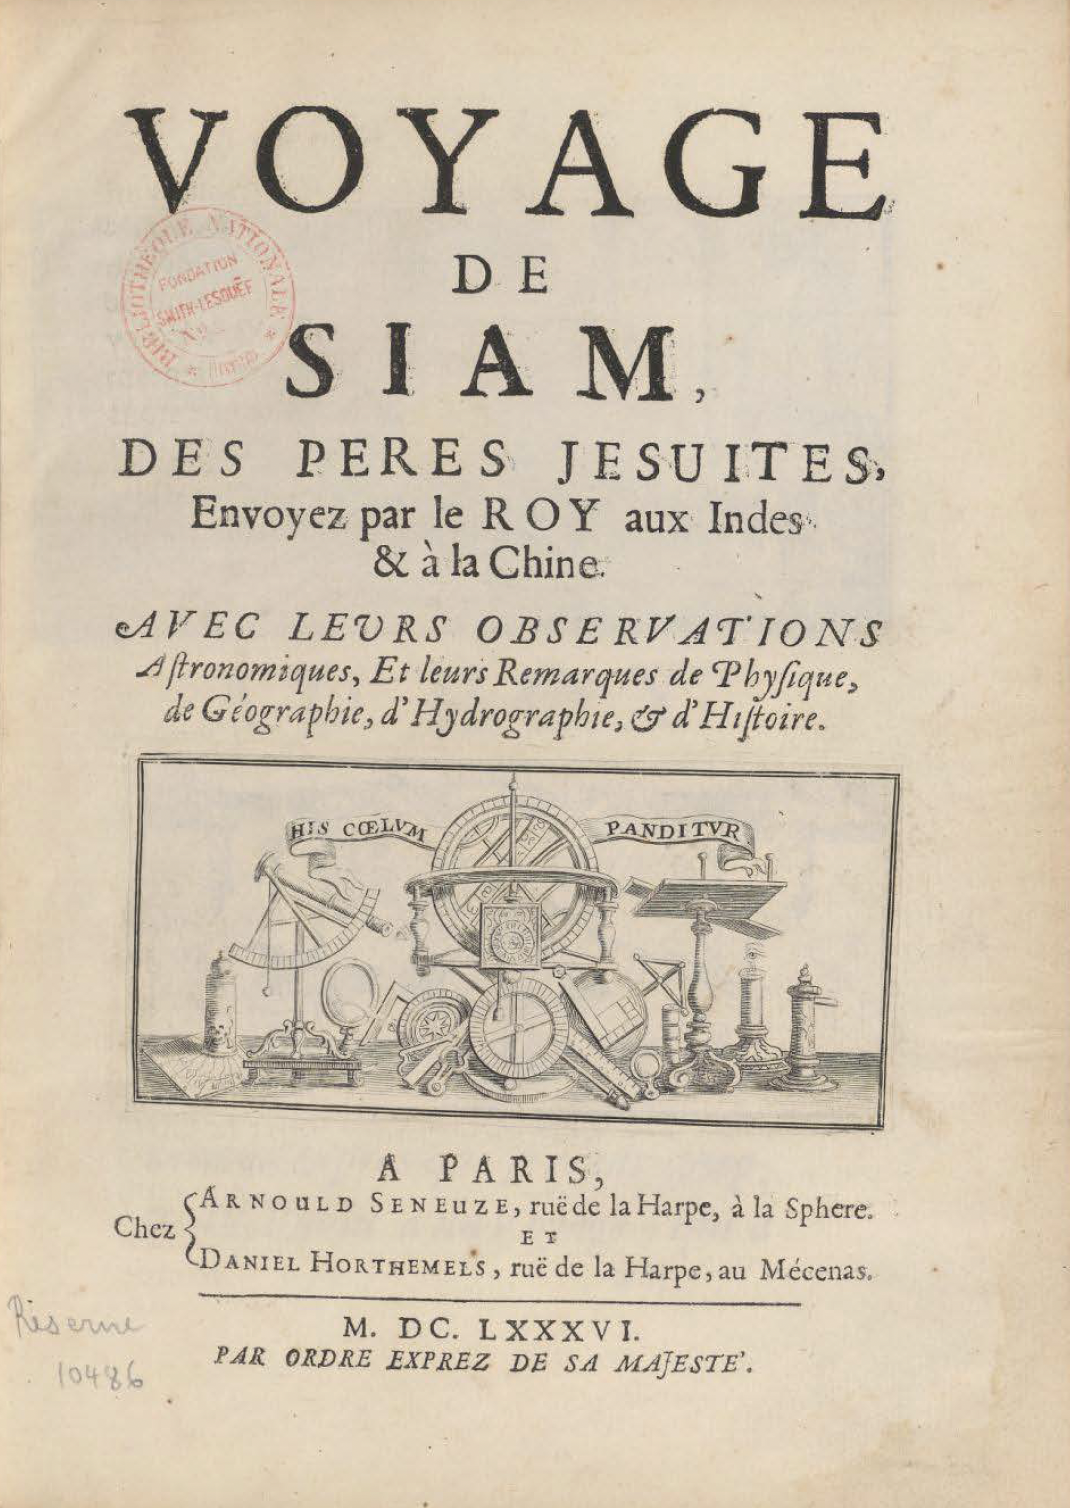 VOYAGE
DE
SIAM,
DES PERES JESUITES,
Envoyez par le ROY aux Indes
& à la Chine.
AVEC LEVRS OBSERVATIONS
Aſtronomiques, Et leurs Remarques de Phyſique,
de Géographie, d'Hydrographie, & d'Hiſtoire.
BIBLIOTHEQUE NATIONALE
FONDATION
SMITH-LESOUËF
HIS CŒLVM PANDITVR
A PARIS,
Chez
ARNOULD SENEUZE, ruë de la Harpe, à la Sphere.
ET
DANIEL HORTHEMELS, ruë de la Harpe, au Mécenas.
M. DC. LXXXVI.
PAR ORDRE EXPREZ DE SA MAJESTE'.
Réserve
10486